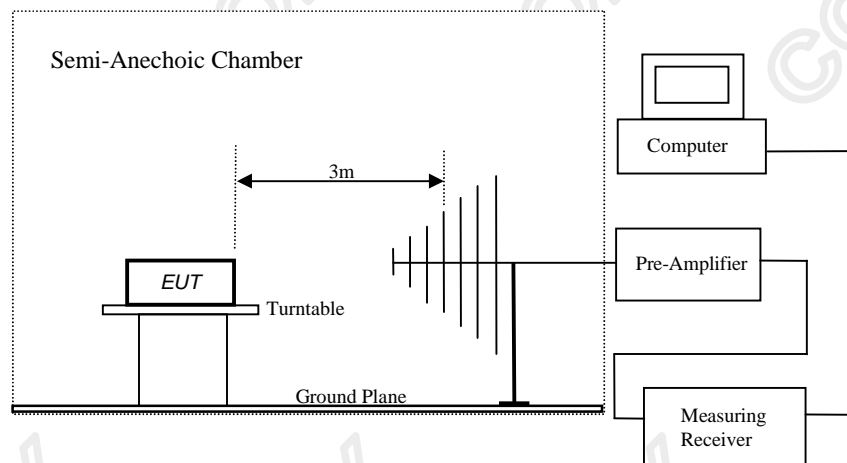 Semi-Anechoic Chamber
Computer
3m
Pre-Amplifier
EUT
Turntable
Ground Plane
Measuring
Receiver